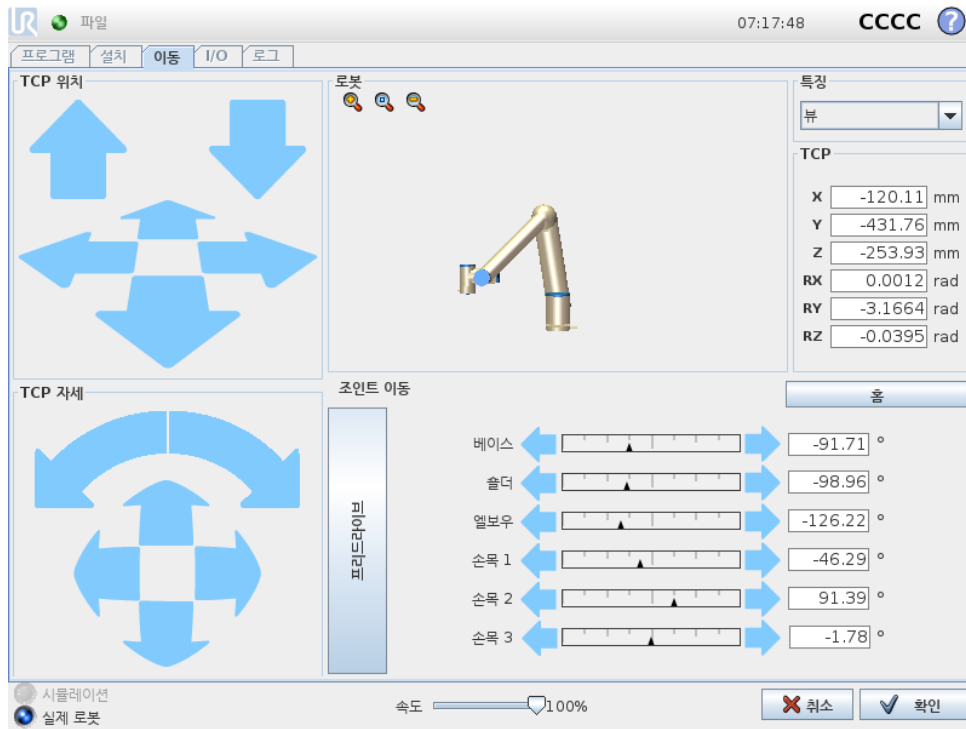 UR 파일 07:17:48 CCCC ?
프로그램 설치 이동 I/O 로그
TCP 위치
로봇
특징
뷰
TCP
X -120.11 mm
Y -431.76 mm
Z -253.93 mm
RX 0.0012 rad
RY -3.1664 rad
RZ -0.0395 rad
TCP 자세
조인트 이동
홈
프리드라이브
베이스 -91.71 °
숄더 -98.96 °
엘보우 -126.22 °
손목 1 -46.29 °
손목 2 91.39 °
손목 3 -1.78 °
시뮬레이션
실제 로봇
속도 100%
취소 확인